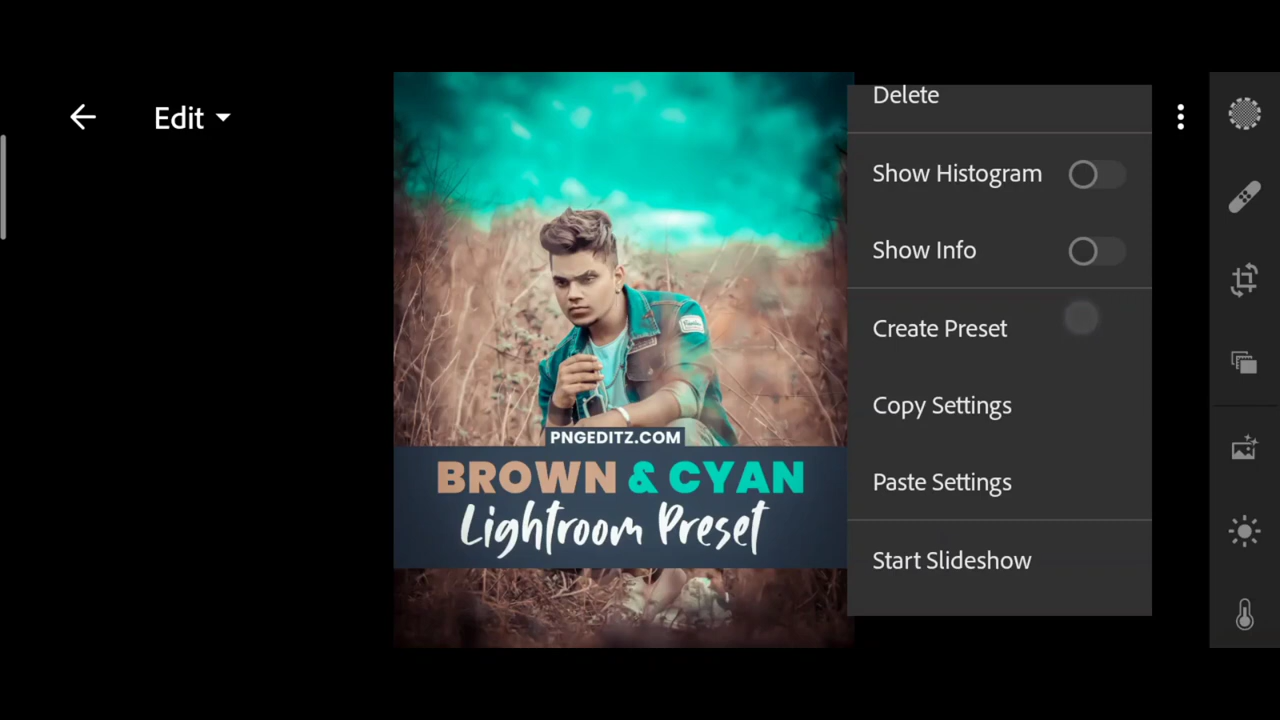 Edit
Delete
Show Histogram
Show Info
Create Preset
Copy Settings
Paste Settings
Start Slideshow
PNGEDITZ.COM
BROWN & CYAN
Lightroom Preset